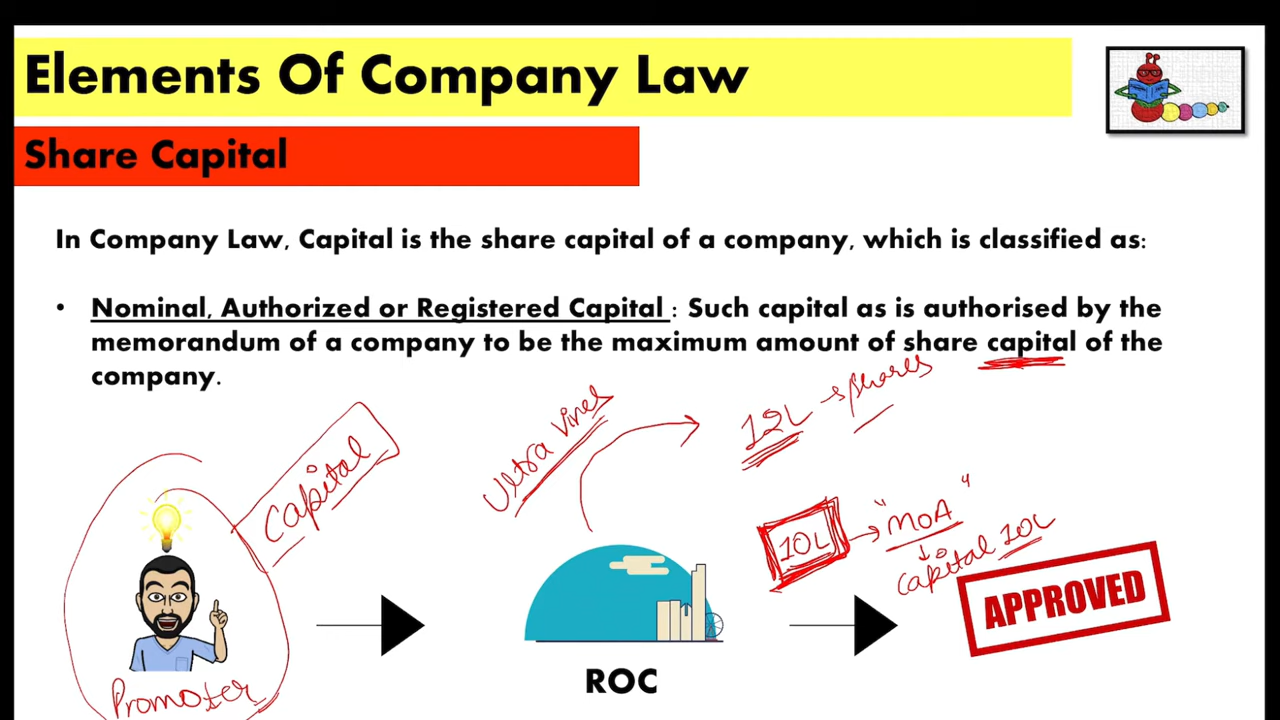 Elements Of Company Law
Share Capital
In Company Law, Capital is the share capital of a company, which is classified as:
• Nominal, Authorized or Registered Capital : Such capital as is authorised by the
memorandum of a company to be the maximum amount of share capital of the
company.
Capital
Ultra Vires
12L → shares
10L → "MOA"
↓
Capital 10L
APPROVED
ROC
Promoter